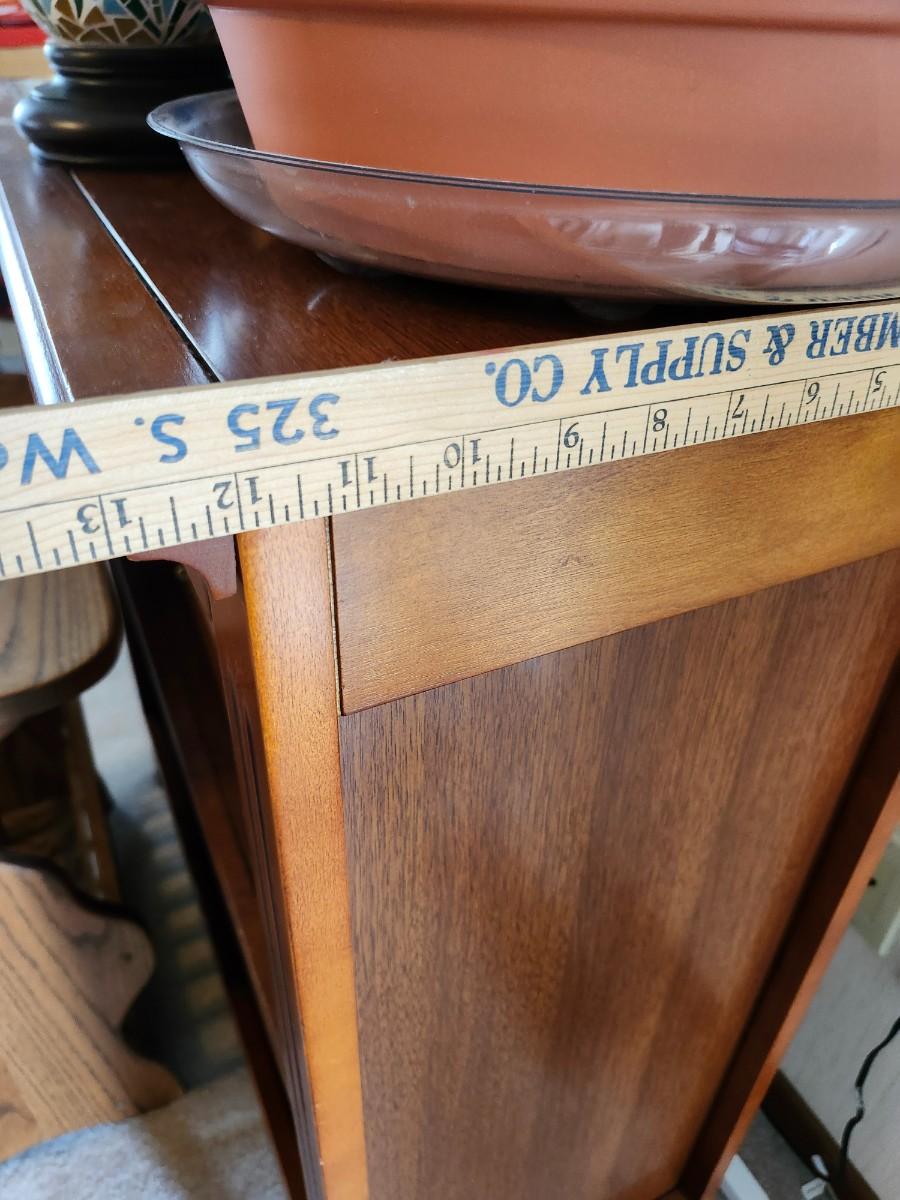 MBER & SUPPLY CO. 325 S. W
5 6 7 8 9 10 11 12 13